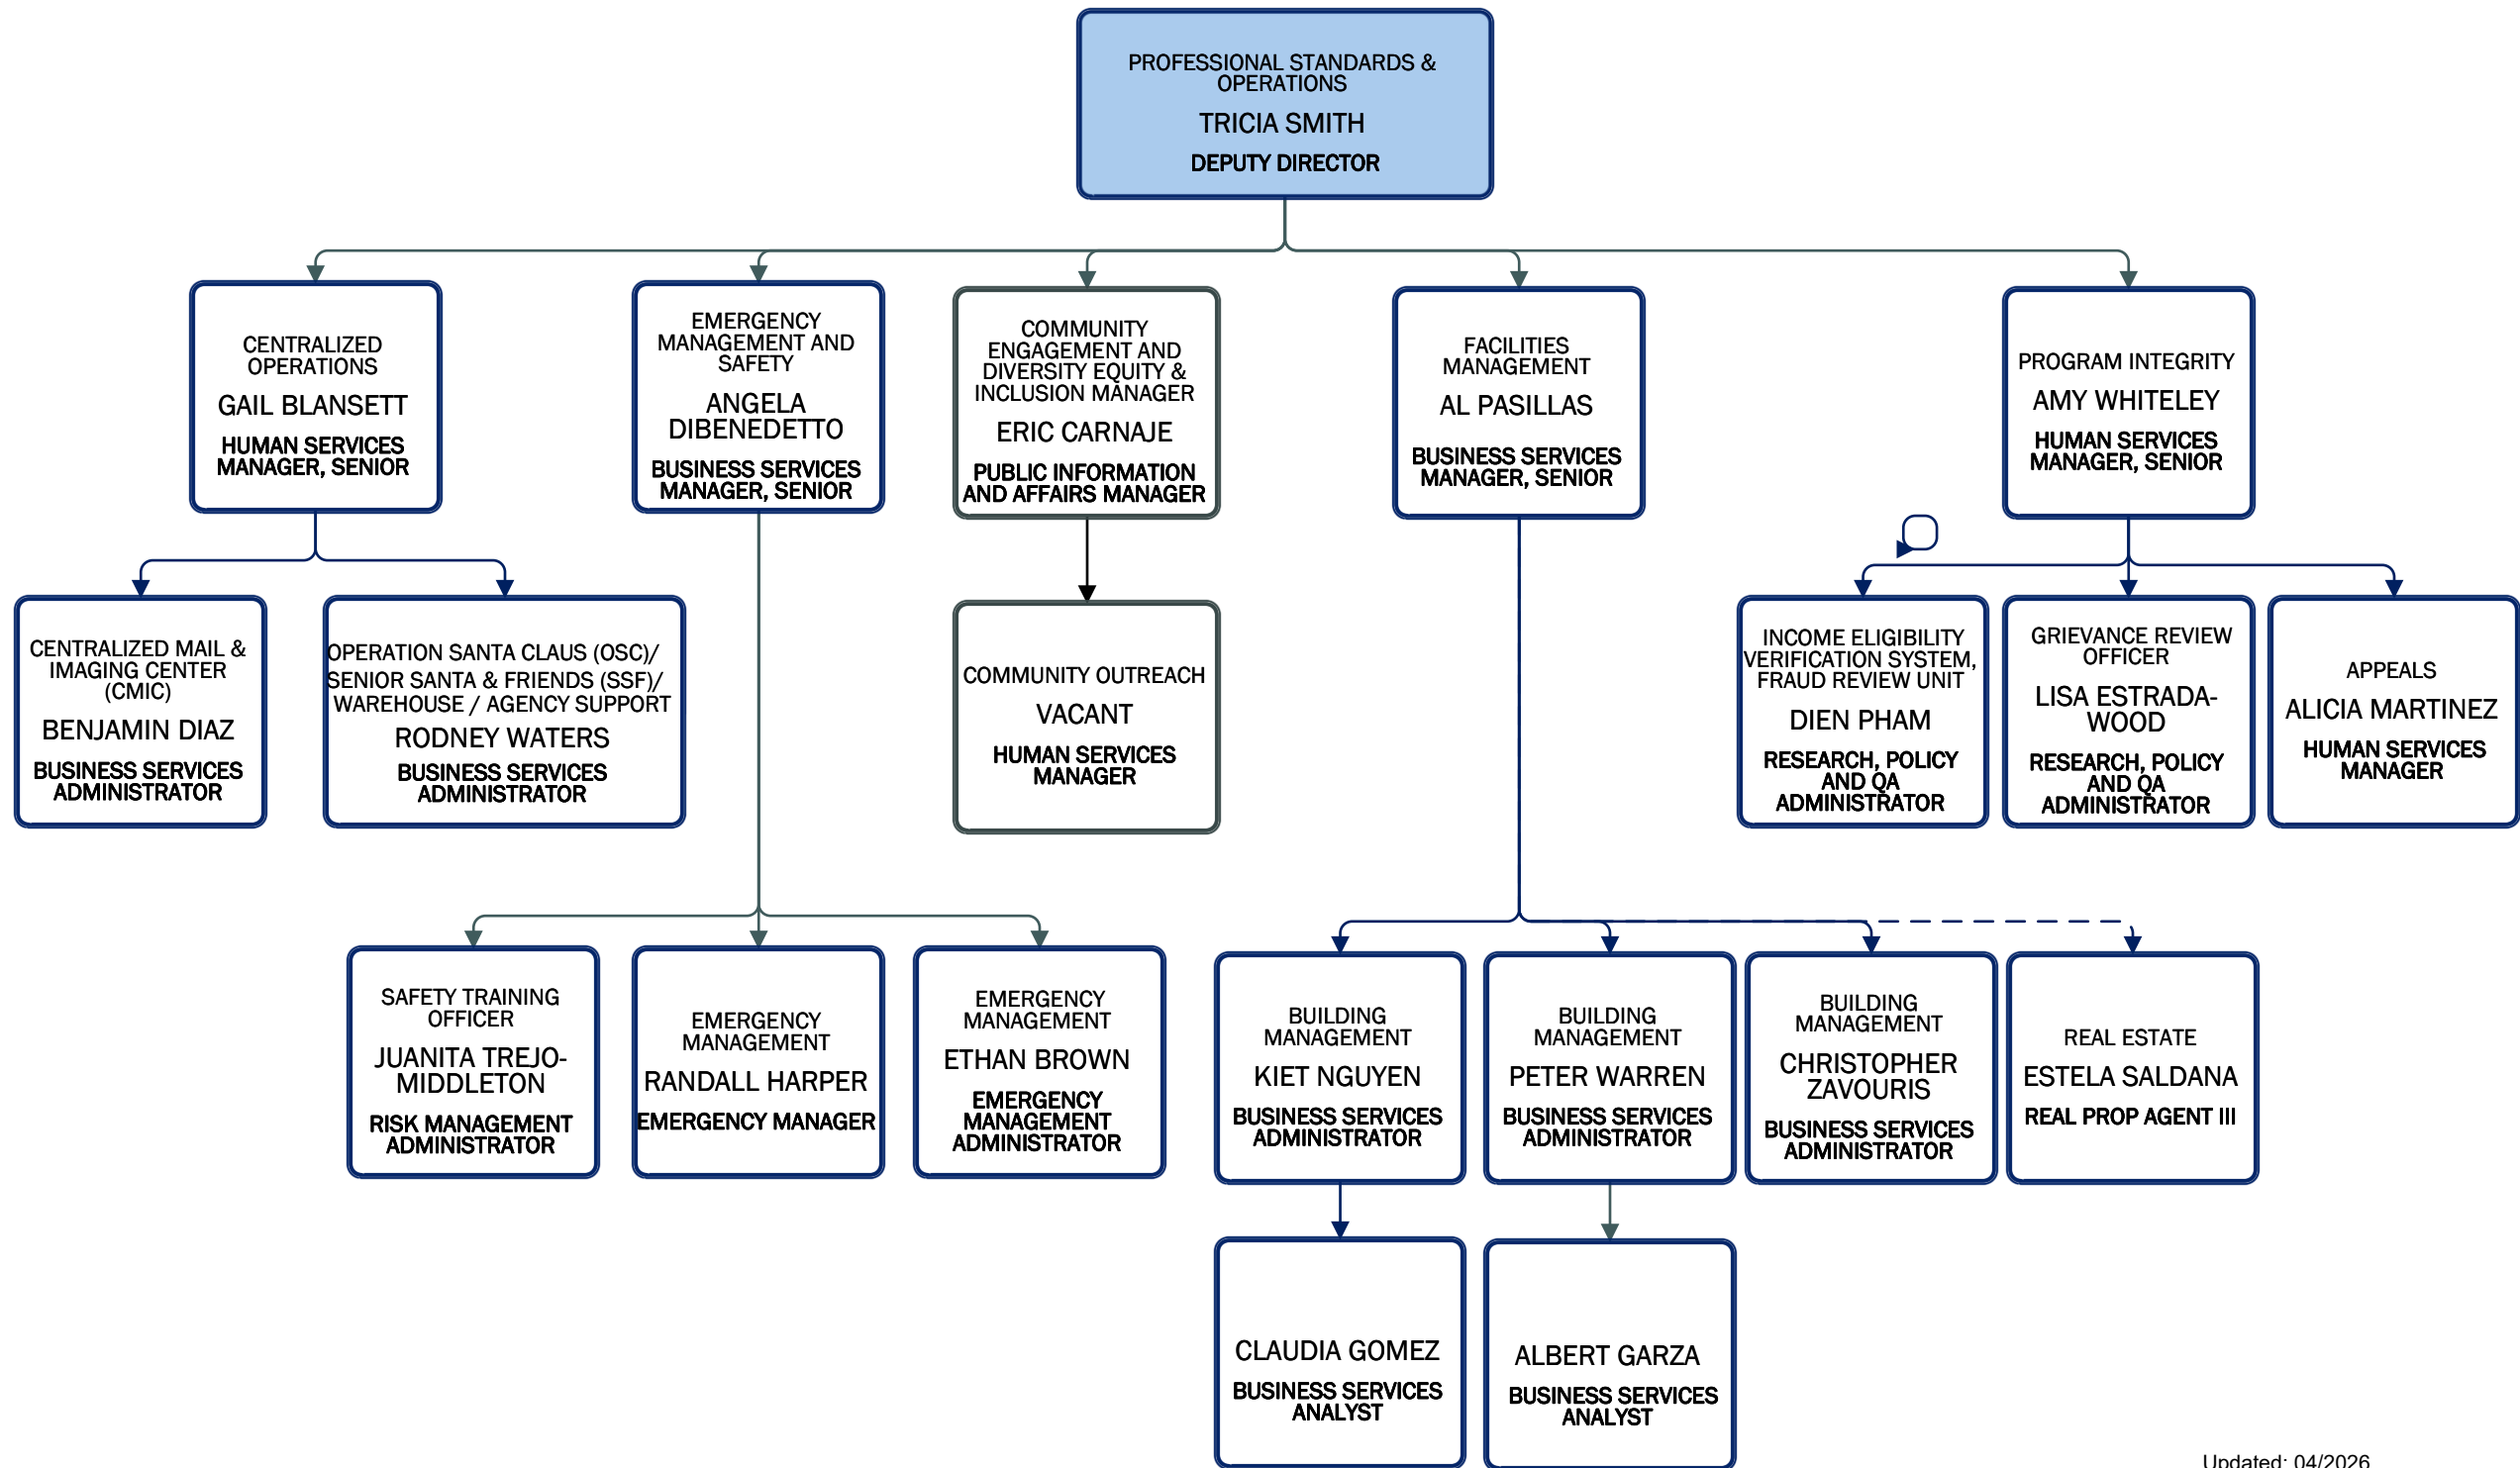 PROFESSIONAL STANDARDS &
OPERATIONS
TRICIA SMITH
DEPUTY DIRECTOR
CENTRALIZED
OPERATIONS
GAIL BLANSETT
HUMAN SERVICES
MANAGER, SENIOR
EMERGENCY
MANAGEMENT AND
SAFETY
ANGELA
DIBENEDETTO
BUSINESS SERVICES
MANAGER, SENIOR
COMMUNITY
ENGAGEMENT AND
DIVERSITY EQUITY &
INCLUSION MANAGER
ERIC CARNAJE
PUBLIC INFORMATION
AND AFFAIRS MANAGER
FACILITIES
MANAGEMENT
AL PASILLAS
BUSINESS SERVICES
MANAGER, SENIOR
PROGRAM INTEGRITY
AMY WHITELEY
HUMAN SERVICES
MANAGER, SENIOR
CENTRALIZED MAIL &
IMAGING CENTER
(CMIC)
BENJAMIN DIAZ
BUSINESS SERVICES
ADMINISTRATOR
OPERATION SANTA CLAUS (OSC)/
SENIOR SANTA & FRIENDS (SSF)/
WAREHOUSE / AGENCY SUPPORT
RODNEY WATERS
BUSINESS SERVICES
ADMINISTRATOR
COMMUNITY OUTREACH
VACANT
HUMAN SERVICES
MANAGER
INCOME ELIGIBILITY
VERIFICATION SYSTEM,
FRAUD REVIEW UNIT
DIEN PHAM
RESEARCH, POLICY
AND QA
ADMINISTRATOR
GRIEVANCE REVIEW
OFFICER
LISA ESTRADA-
WOOD
RESEARCH, POLICY
AND QA
ADMINISTRATOR
APPEALS
ALICIA MARTINEZ
HUMAN SERVICES
MANAGER
SAFETY TRAINING
OFFICER
JUANITA TREJO-
MIDDLETON
RISK MANAGEMENT
ADMINISTRATOR
EMERGENCY
MANAGEMENT
RANDALL HARPER
EMERGENCY MANAGER
EMERGENCY
MANAGEMENT
ETHAN BROWN
EMERGENCY
MANAGEMENT
ADMINISTRATOR
BUILDING
MANAGEMENT
KIET NGUYEN
BUSINESS SERVICES
ADMINISTRATOR
BUILDING
MANAGEMENT
PETER WARREN
BUSINESS SERVICES
ADMINISTRATOR
BUILDING
MANAGEMENT
CHRISTOPHER
ZAVOURIS
BUSINESS SERVICES
ADMINISTRATOR
REAL ESTATE
ESTELA SALDANA
REAL PROP AGENT III
CLAUDIA GOMEZ
BUSINESS SERVICES
ANALYST
ALBERT GARZA
BUSINESS SERVICES
ANALYST
Updated: 04/2026